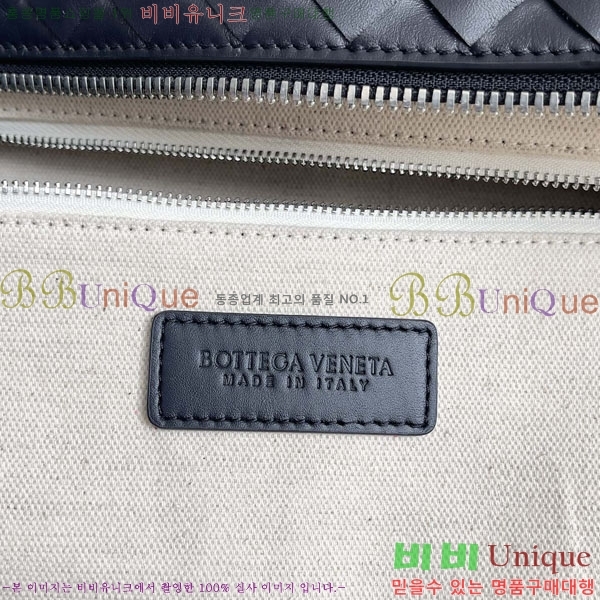 비비유니크
BBUniQue 동종업계 최고의 품질 NO.1 BBUniQue
BOTTEGA VENETA
MADE IN ITALY
비비 Unique
-본 이미지는 비비유니크에서 촬영한 100% 실사 이미지 입니다.-
믿을수 있는 명품구매대행